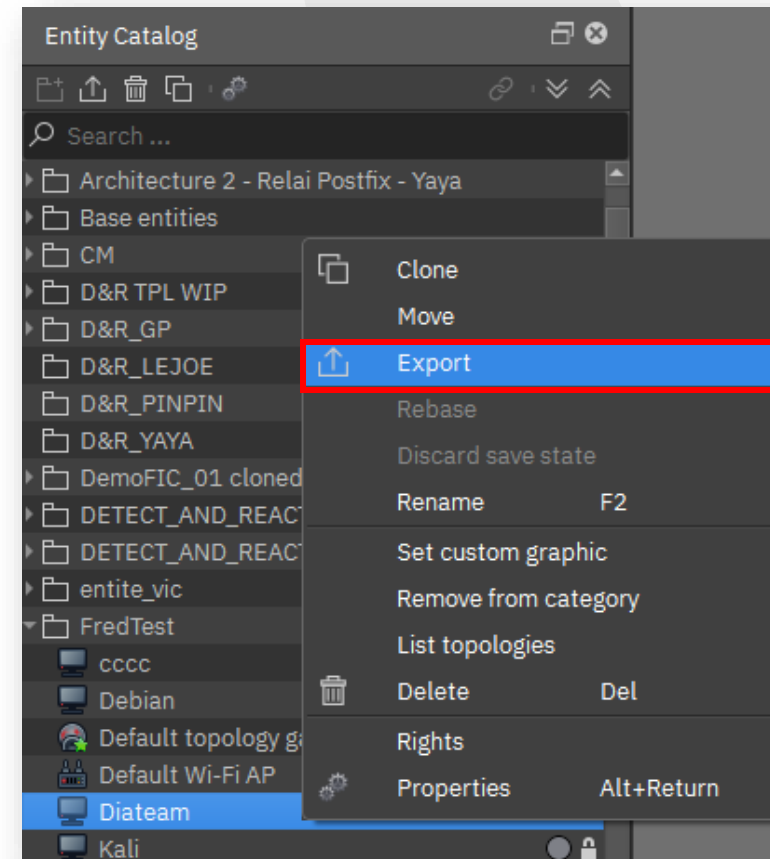 Entity Catalog
Search ...
Architecture 2 - Relai Postfix - Yaya
Base entities
CM
D&R TPL WIP
D&R_GP
D&R_LEJOE
D&R_PINPIN
D&R_YAYA
DemoFIC_01 cloned
DETECT_AND_REACT
DETECT_AND_REACT
entite_vic
FredTest
cccc
Debian
Default topology ga
Default Wi-Fi AP
Diateam
Kali
Clone
Move
Export
Rebase
Discard save state
Rename F2
Set custom graphic
Remove from category
List topologies
Delete Del
Rights
Properties Alt+Return